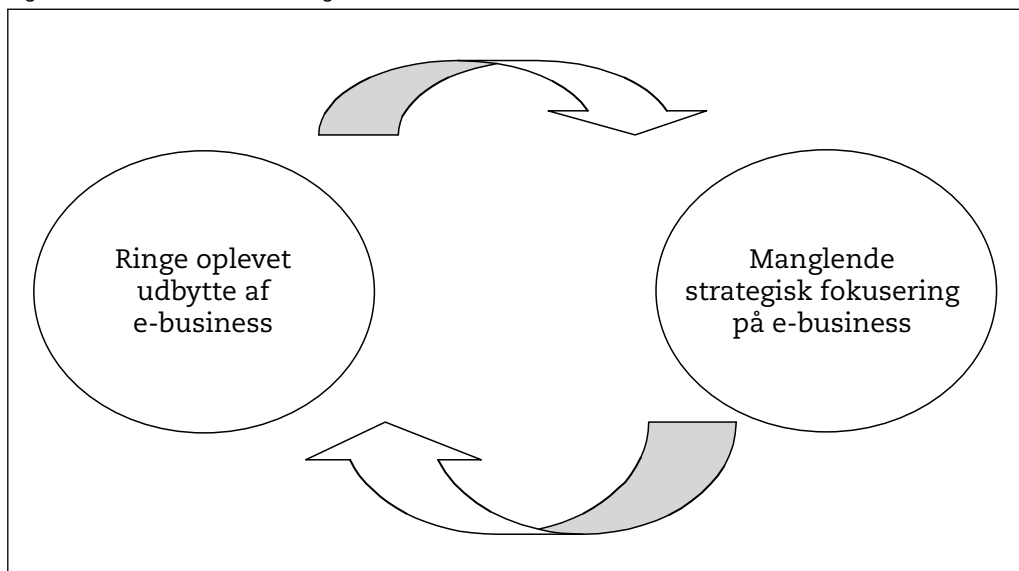 Ringe oplevet
udbytte af
e-business
Manglende
strategisk fokusering
på e-business